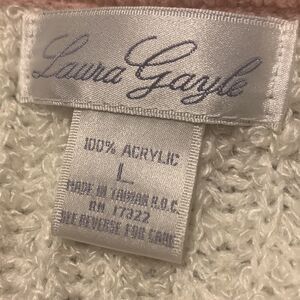 Laura Gayle
100% ACRYLIC
L
MADE IN TAIWAN R.O.C.
RN 17322
SEE REVERSE FOR CARE